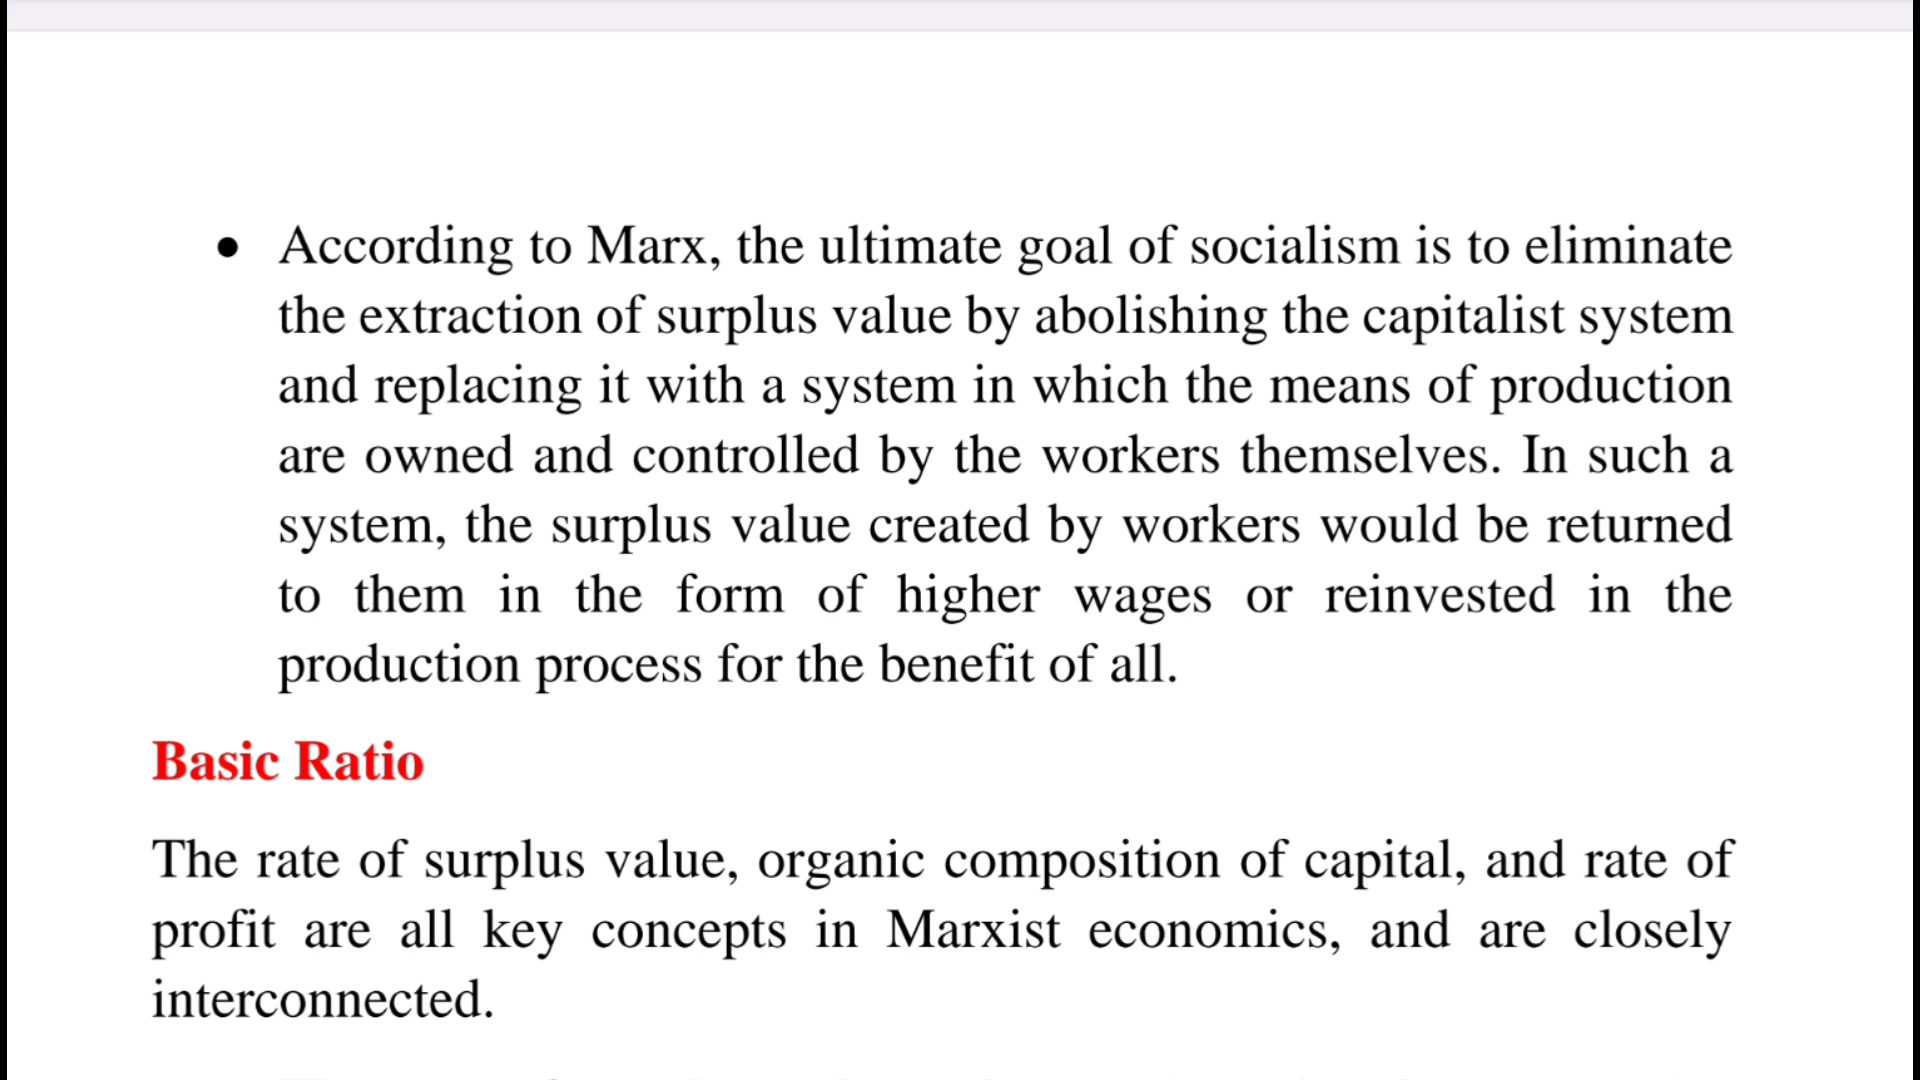 • According to Marx, the ultimate goal of socialism is to eliminate
the extraction of surplus value by abolishing the capitalist system
and replacing it with a system in which the means of production
are owned and controlled by the workers themselves. In such a
system, the surplus value created by workers would be returned
to them in the form of higher wages or reinvested in the
production process for the benefit of all.
Basic Ratio
The rate of surplus value, organic composition of capital, and rate of
profit are all key concepts in Marxist economics, and are closely
interconnected.